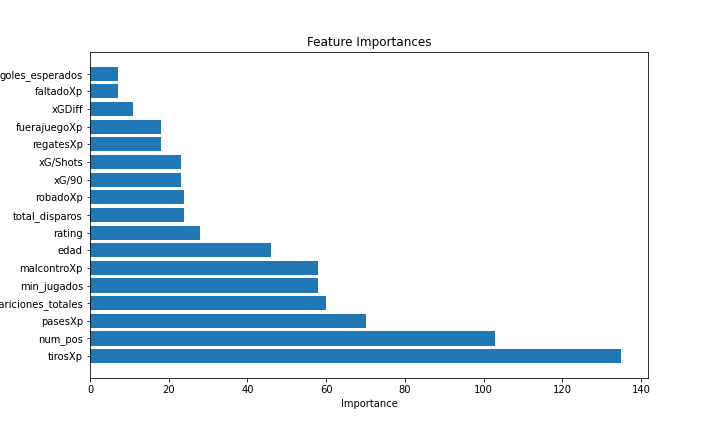 Feature Importances
goles_esperados
faltadoXp
xGDiff
fuerajuegoXp
regatesXp
xG/Shots
xG/90
robadoXp
total_disparos
rating
edad
malcontroXp
min_jugados
ariciones_totales
pasesXp
num_pos
tirosXp
0 20 40 60 80 100 120 140
Importance